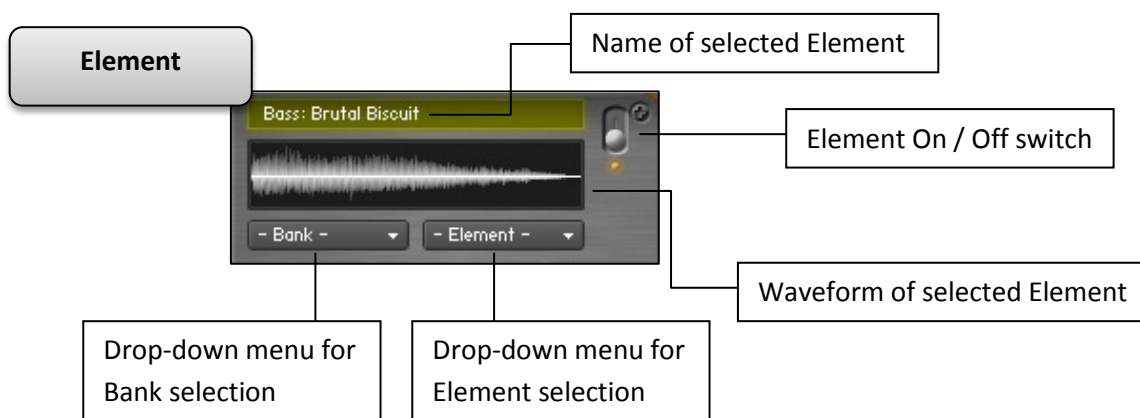 Name of selected Element
Element
Bass: Brutal Biscuit
Element On / Off switch
- Bank -
- Element -
Waveform of selected Element
Drop-down menu for
Bank selection
Drop-down menu for
Element selection